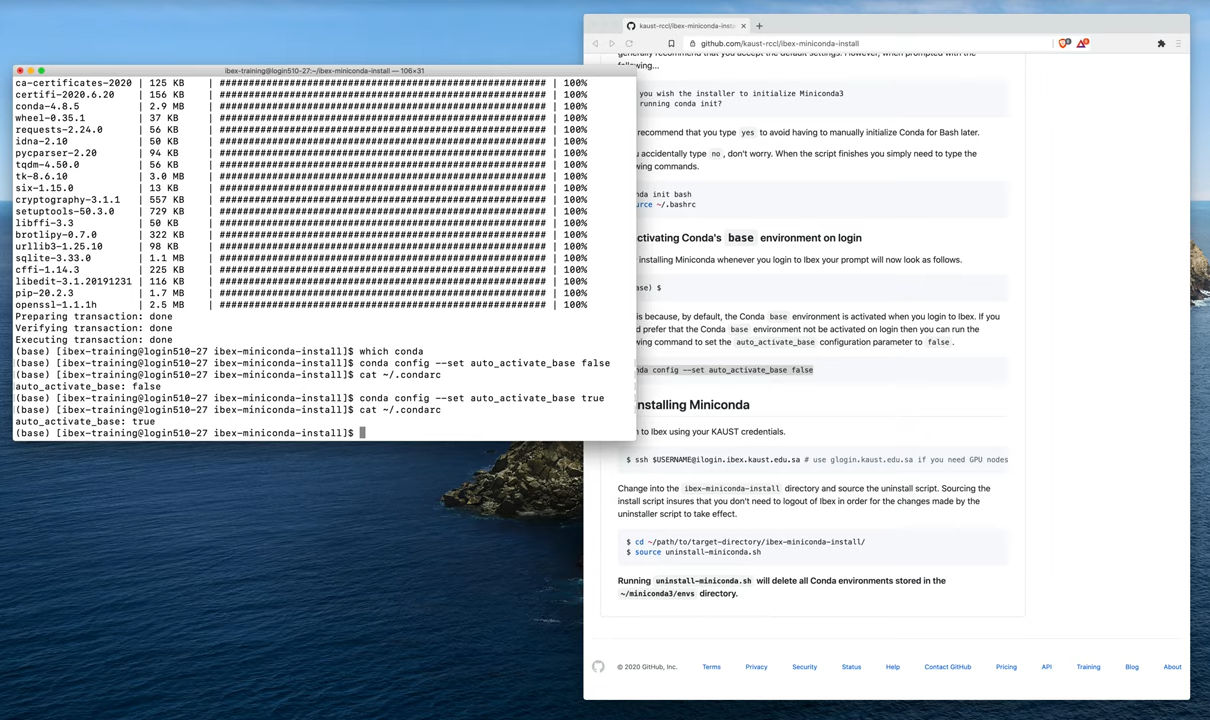 ibex-training@login510-27:~/ibex-miniconda-install — 106×31
ca-certificates-2020 | 125 KB | ################################################## | 100%
certifi-2020.6.20 | 156 KB | ################################################## | 100%
conda-4.8.5 | 2.9 MB | ################################################## | 100%
wheel-0.35.1 | 37 KB | ################################################## | 100%
requests-2.24.0 | 56 KB | ################################################## | 100%
idna-2.10 | 50 KB | ################################################## | 100%
pycparser-2.20 | 94 KB | ################################################## | 100%
tqdm-4.50.0 | 56 KB | ################################################## | 100%
tk-8.6.10 | 3.0 MB | ################################################## | 100%
six-1.15.0 | 13 KB | ################################################## | 100%
cryptography-3.1.1 | 557 KB | ################################################## | 100%
setuptools-50.3.0 | 729 KB | ################################################## | 100%
libffi-3.3 | 50 KB | ################################################## | 100%
brotlipy-0.7.0 | 322 KB | ################################################## | 100%
urllib3-1.25.10 | 98 KB | ################################################## | 100%
sqlite-3.33.0 | 1.1 MB | ################################################## | 100%
cffi-1.14.3 | 225 KB | ################################################## | 100%
libedit-3.1.20191231 | 116 KB | ################################################## | 100%
pip-20.2.3 | 1.7 MB | ################################################## | 100%
openssl-1.1.1h | 2.5 MB | ################################################## | 100%
Preparing transaction: done
Verifying transaction: done
Executing transaction: done
(base) [ibex-training@login510-27 ibex-miniconda-install]$ which conda
(base) [ibex-training@login510-27 ibex-miniconda-install]$ conda config --set auto_activate_base false
(base) [ibex-training@login510-27 ibex-miniconda-install]$ cat ~/.condarc
auto_activate_base: false
(base) [ibex-training@login510-27 ibex-miniconda-install]$ conda config --set auto_activate_base true
(base) [ibex-training@login510-27 ibex-miniconda-install]$ cat ~/.condarc
auto_activate_base: true
(base) [ibex-training@login510-27 ibex-miniconda-install]$
kaust-rccl/ibex-miniconda-insta
github.com/kaust-rccl/ibex-miniconda-install
generally recommend that you accept the default settings. However, when prompted with the
following...
you wish the installer to initialize Miniconda3
running conda init?
recommend that you type yes to avoid having to manually initialize Conda for Bash later.
accidentally type no, don't worry. When the script finishes you simply need to type the
wing commands.
nda init bash
urce ~/.bashrc
ctivating Conda's base environment on login
installing Miniconda whenever you login to Ibex your prompt will now look as follows.
ase) $
is because, by default, the Conda base environment is activated when you login to Ibex. If you
prefer that the Conda base environment not be activated on login then you can run the
wing command to set the auto_activate_base configuration parameter to false.
nda config --set auto_activate_base false
nstalling Miniconda
to Ibex using your KAUST credentials.
$ ssh $USERNAME@ilogin.ibex.kaust.edu.sa # use glogin.kaust.edu.sa if you need GPU nodes
Change into the ibex-miniconda-install directory and source the uninstall script. Sourcing the
install script insures that you don't need to logout of Ibex in order for the changes made by the
uninstaller script to take effect.
$ cd ~/path/to/target-directory/ibex-miniconda-install/
$ source uninstall-miniconda.sh
Running uninstall-miniconda.sh will delete all Conda environments stored in the
~/miniconda3/envs directory.
© 2020 GitHub, Inc. Terms Privacy Security Status Help Contact GitHub Pricing API Training Blog About